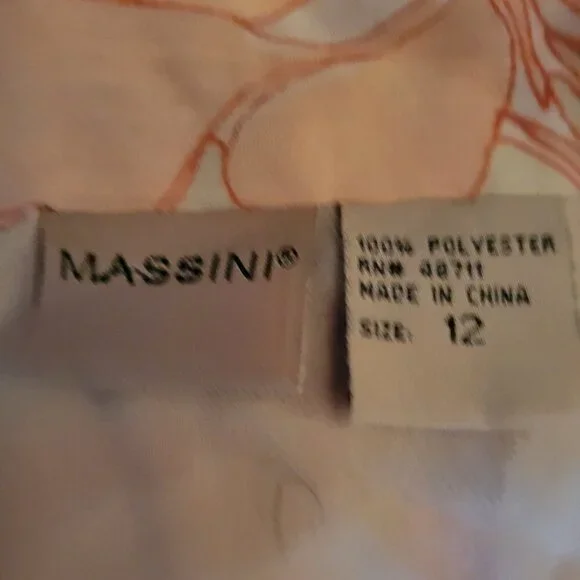 MASSINI®
100% POLYESTER
RN# 48711
MADE IN CHINA
SIZE: 12